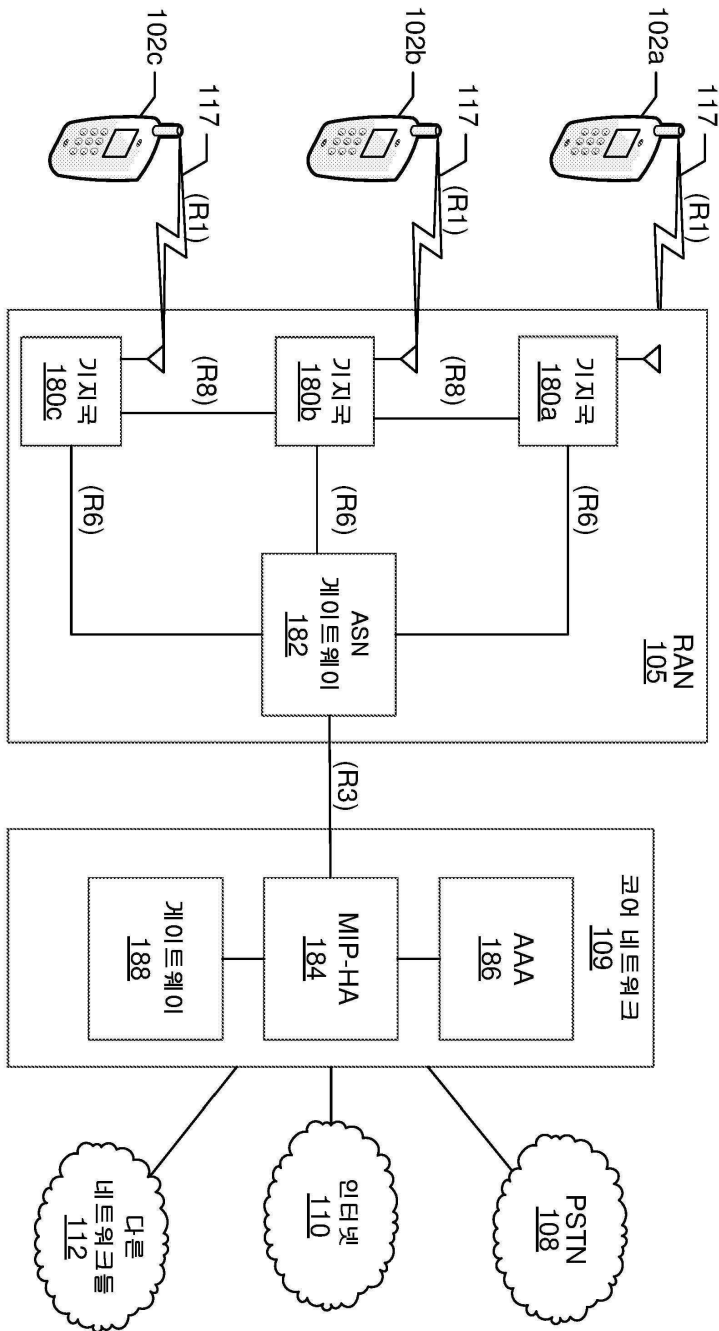 102a
117
(R1)
102b
117
(R1)
102c
117
(R1)
RAN
105
기지국
180a
(R8)
기지국
180b
(R8)
기지국
180c
(R6)
(R6)
(R6)
ASN
게이트웨이
182
(R3)
코어 네트워크
109
AAA
186
MIP-HA
184
게이트웨이
188
PSTN
108
인터넷
110
다른
네트워크들
112